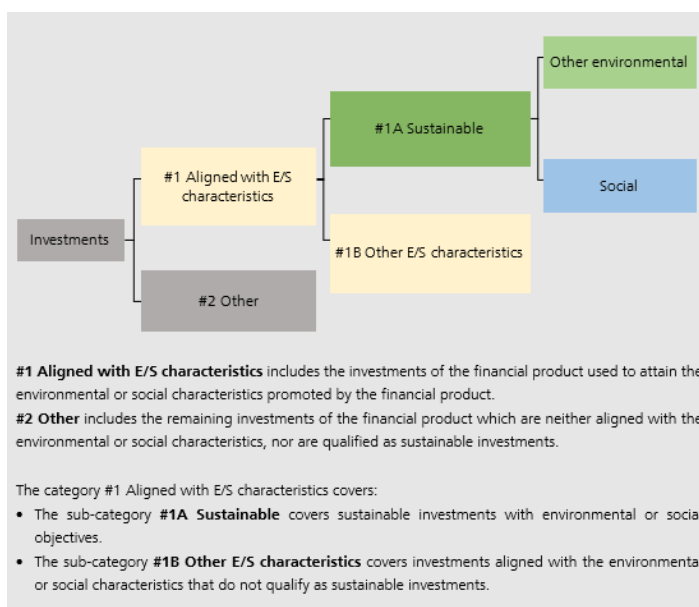 Other environmental
#1A Sustainable
#1 Aligned with E/S
characteristics
Social
Investments
#1B Other E/S characteristics
#2 Other
#1 Aligned with E/S characteristics includes the investments of the financial product used to attain the
environmental or social characteristics promoted by the financial product.
#2 Other includes the remaining investments of the financial product which are neither aligned with the
environmental or social characteristics, nor are qualified as sustainable investments.
The category #1 Aligned with E/S characteristics covers:
• The sub-category #1A Sustainable covers sustainable investments with environmental or social
objectives.
• The sub-category #1B Other E/S characteristics covers investments aligned with the environmental
or social characteristics that do not qualify as sustainable investments.